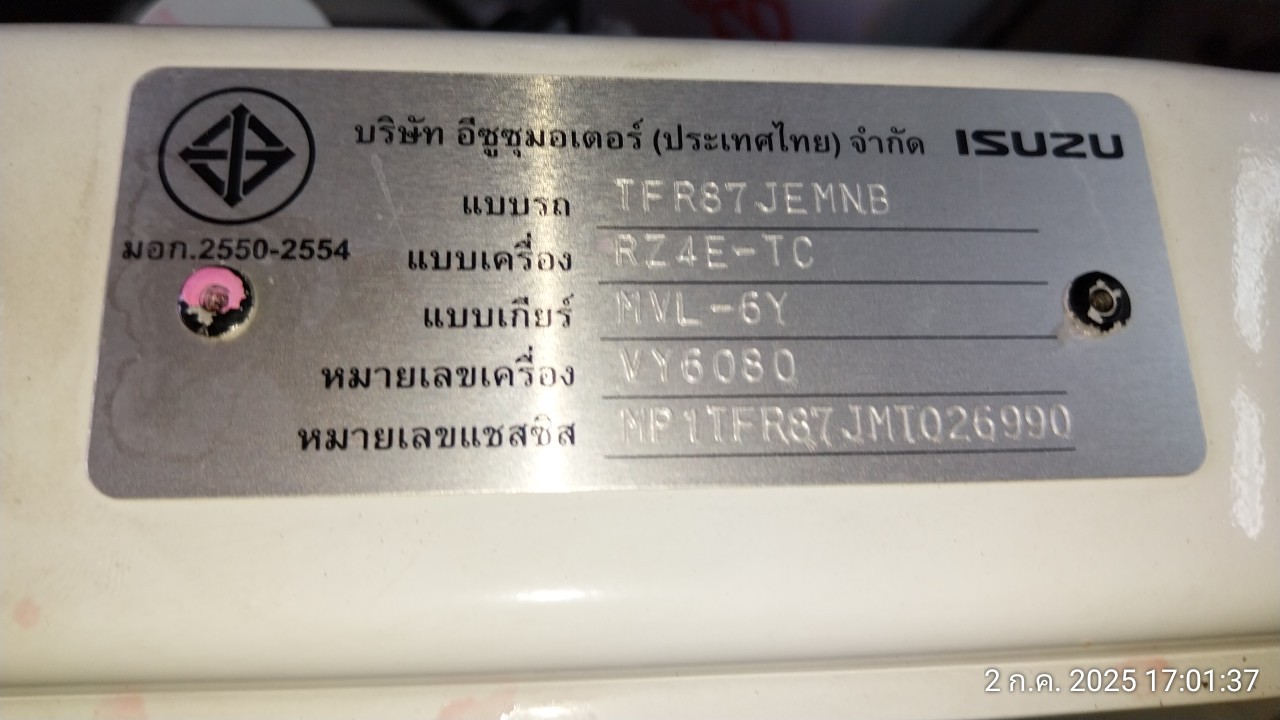 บริษัท อีซูซุมอเตอร์ (ประเทศไทย) จำกัด ISUZU
แบบรถ TFR87JEMNB
มอก.2550-2554
แบบเครื่อง RZ4E-TC
แบบเกียร์ MVL-6Y
หมายเลขเครื่อง VY6080
หมายเลขแชสซิส MP1TFR87JMT026990
2 ก.ค. 2025 17:01:37